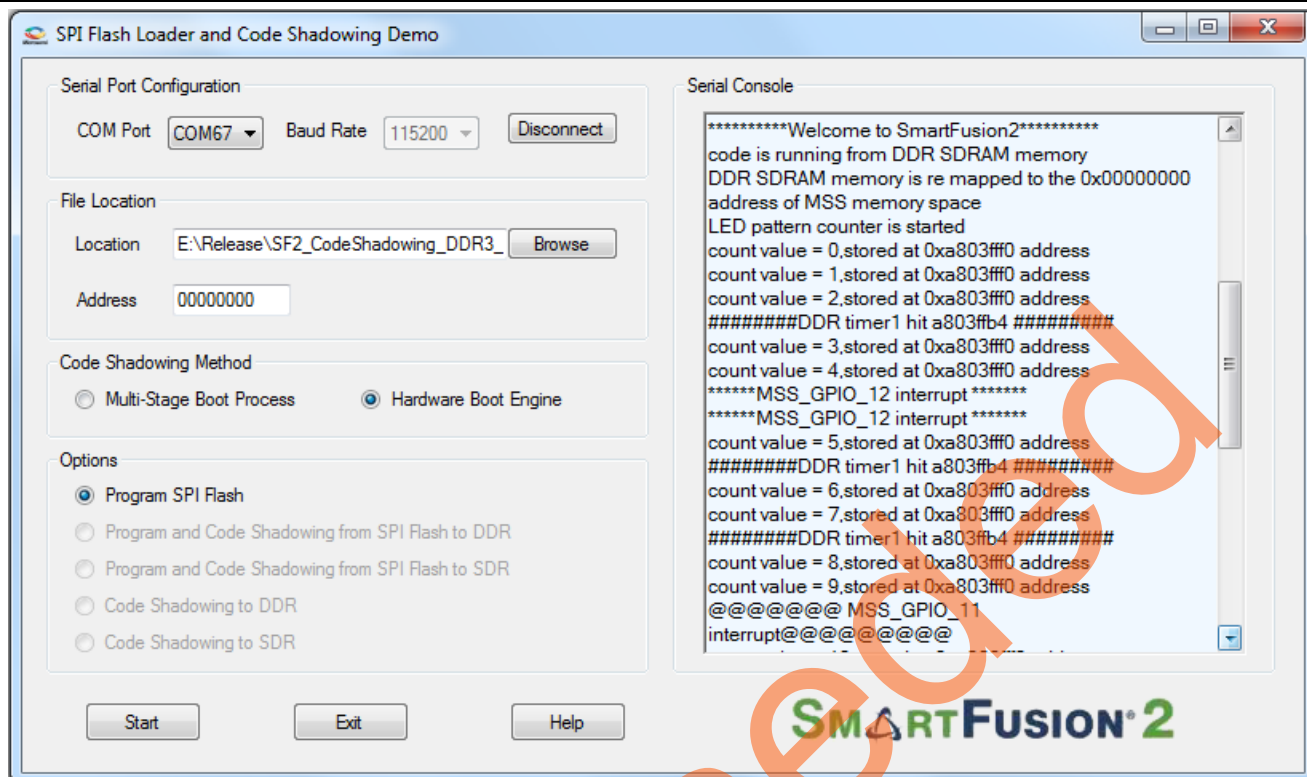 SPI Flash Loader and Code Shadowing Demo
Serial Port Configuration
COM Port COM67 Baud Rate 115200 Disconnect
File Location
Location E:\Release\SF2_CodeShadowing_DDR3_ Browse
Address 00000000
Code Shadowing Method
Multi-Stage Boot Process Hardware Boot Engine
Options
Program SPI Flash
Program and Code Shadowing from SPI Flash to DDR
Program and Code Shadowing from SPI Flash to SDR
Code Shadowing to DDR
Code Shadowing to SDR
Start Exit Help
Serial Console
**********Welcome to SmartFusion2**********
code is running from DDR SDRAM memory
DDR SDRAM memory is re mapped to the 0x00000000
address of MSS memory space
LED pattern counter is started
count value = 0,stored at 0xa803fff0 address
count value = 1,stored at 0xa803fff0 address
count value = 2,stored at 0xa803fff0 address
########DDR timer1 hit a803ffb4 #########
count value = 3,stored at 0xa803fff0 address
count value = 4,stored at 0xa803fff0 address
******MSS_GPIO_12 interrupt *******
******MSS_GPIO_12 interrupt *******
count value = 5,stored at 0xa803fff0 address
########DDR timer1 hit a803ffb4 #########
count value = 6,stored at 0xa803fff0 address
count value = 7,stored at 0xa803fff0 address
########DDR timer1 hit a803ffb4 #########
count value = 8,stored at 0xa803fff0 address
count value = 9,stored at 0xa803fff0 address
@@@@@@@ MSS_GPIO_11
interrupt@@@@@@@@@
SMARTFUSION® 2
eded